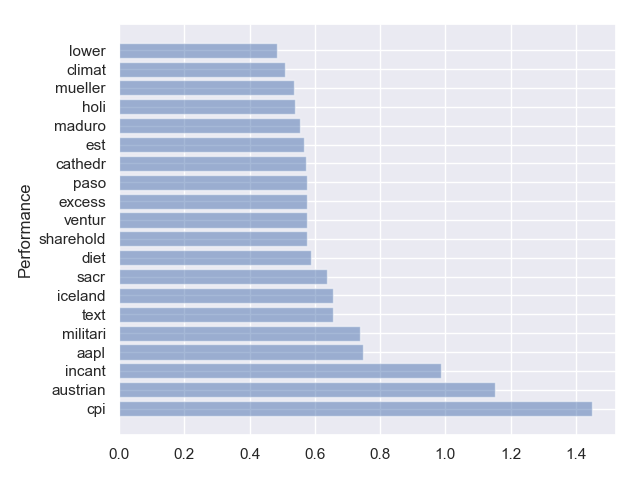 lower
climat
mueller
holi
maduro
est
cathedr
paso
excess
ventur
sharehold
diet
sacr
iceland
text
militari
aapl
incant
austrian
cpi
Performance
0.0 0.2 0.4 0.6 0.8 1.0 1.2 1.4